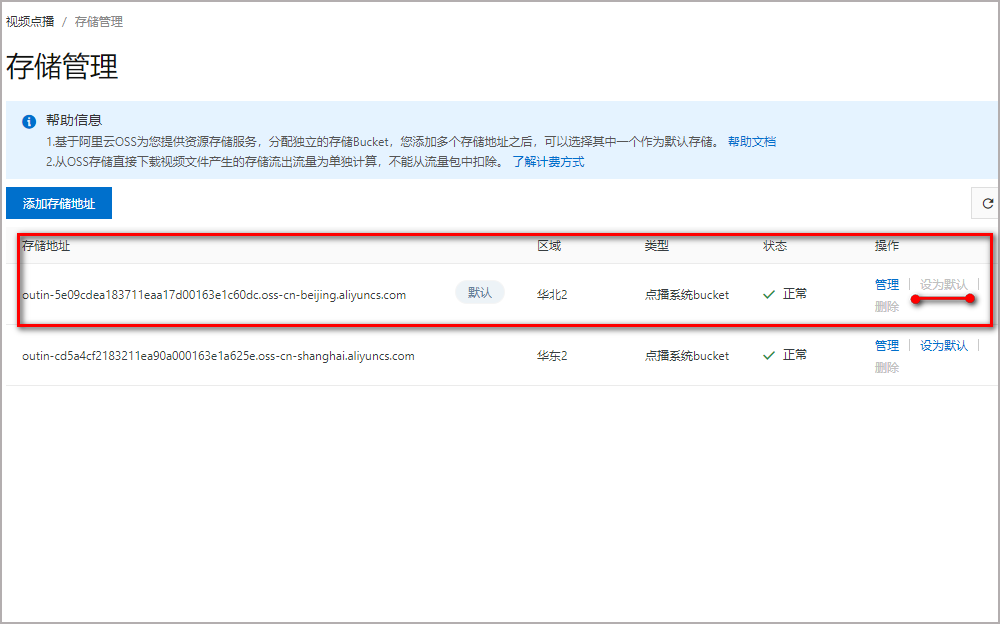 视频点播 / 存储管理
存储管理
帮助信息
1.基于阿里云OSS为您提供资源存储服务，分配独立的存储Bucket，您添加多个存储地址之后，可以选择其中一个作为默认存储。 帮助文档
2.从OSS存储直接下载视频文件产生的存储流出流量为单独计算，不能从流量包中扣除。 了解计费方式
添加存储地址
存储地址 区域 类型 状态 操作
outin-5e09cdea183711eaa17d00163e1c60dc.oss-cn-beijing.aliyuncs.com 默认 华北2 点播系统bucket 正常 管理 | 设为默认 |
删除
outin-cd5a4cf2183211ea90a000163e1a625e.oss-cn-shanghai.aliyuncs.com 华东2 点播系统bucket 正常 管理 | 设为默认 |
删除